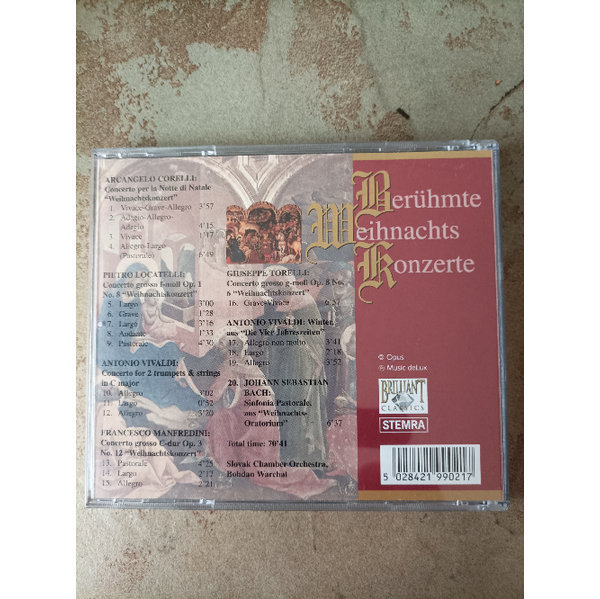 ARCANGELO CORELLI:
Concerto per la Notte di Natale
"Weihnachtskonzert"
1. Vivace-Grave-Allegro 3'57
2. Adagio-Allegro-
Adagio 4'15
3. Vivace 1'17
4. Allegro-Largo
(Pastorale) 6'49
PIETRO LOCATELLI:
Concerto grosso f-moll Op. 1
No. 8 "Weihnachtskonzert"
5. Largo 3'00
6. Grave 1'28
7. Largo 3'16
8. Andante 1'33
9. Pastorale 4'30
ANTONIO VIVALDI:
Concerto for 2 trumpets & strings
in C major
10. Allegro 3'02
11. Largo 0'52
12. Allegro 3'20
FRANCESCO MANFREDINI:
Concerto grosso C-dur Op. 3
No. 12 "Weihnachtskonzert"
13. Pastorale 4'25
14. Largo 2'17
15. Allegro 2'21
GIUSEPPE TORELLI:
Concerto grosso g-moll Op. 8 No.
6 "Weihnachtskonzert"
16. Grave-Vivace 6'57
ANTONIO VIVALDI: Winter,
aus "Die Vier Jahreszeiten"
17. Allegro non molto 3'41
18. Largo 2'18
19. Allegro 3'52
20. JOHANN SEBASTIAN
BACH:
Sinfonia Pastorale,
aus "Weihnachts-
Oratorium" 6'37
Total time: 70'41
Slovak Chamber Orchestra,
Bohdan Warchal
Berühmte
Weihnachts
Konzerte
© Opus
℗ Music deLux
BRILLIANT
CLASSICS
STEMRA
5 028421 990217